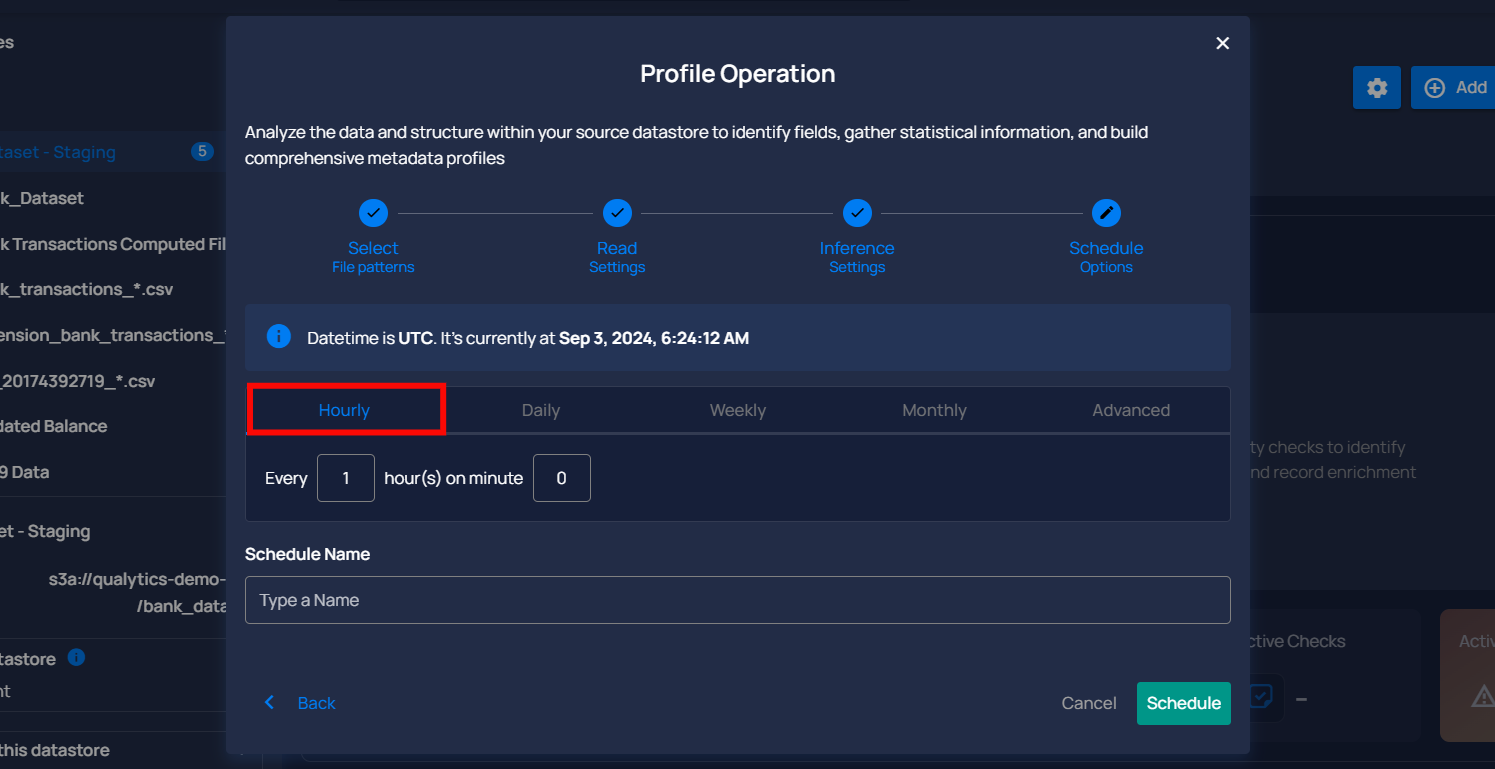 es
Profile Operation
Add
Analyze the data and structure within your source datastore to identify fields, gather statistical information, and build
comprehensive metadata profiles
taset - Staging 5
k_Dataset
k Transactions Computed Fil
k_transactions_*.csv
ension_bank_transactions_*
_20174392719_*.csv
dated Balance
9 Data
et - Staging
s3a://qualytics-demo-
/bank_data
tastore
nt
this datastore
Select
File patterns
Read
Settings
Inference
Settings
Schedule
Options
Datetime is UTC. It's currently at Sep 3, 2024, 6:24:12 AM
Hourly Daily Weekly Monthly Advanced
Every 1 hour(s) on minute 0
Schedule Name
Type a Name
Back Cancel Schedule
ty checks to identify
nd record enrichment
ctive Checks
–
Activ